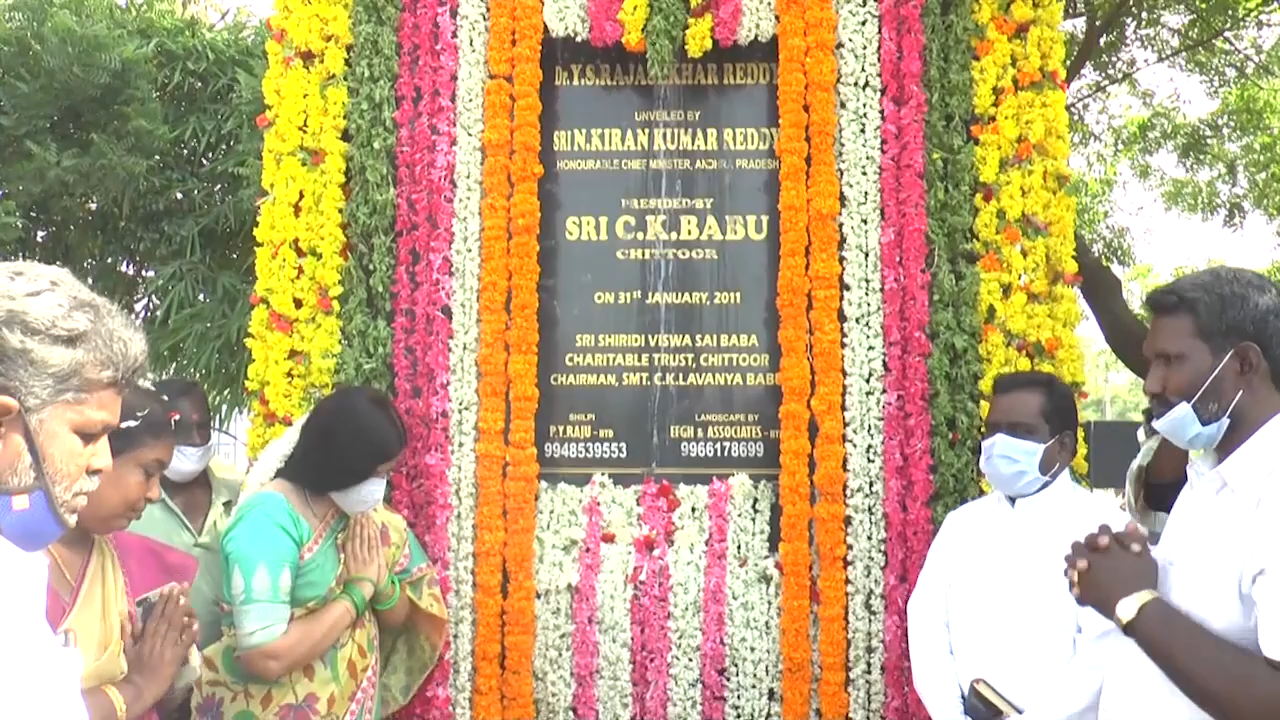 Dr. Y.S.RAJASEKHAR REDDY
UNVEILED BY
SRI N.KIRAN KUMAR REDDY
HONOURABLE CHIEF MINISTER, ANDHRA PRADESH
PRESIDED BY
SRI C.K.BABU
CHITTOOR
ON 31st JANUARY, 2011
SRI SHIRIDI VISWA SAI BABA
CHARITABLE TRUST, CHITTOOR
CHAIRMAN, SMT. C.K.LAVANYA BABU
SHILPI LANDSCAPE BY
P.Y.RAJU - HYD EFGH & ASSOCIATES -
9948539553 9966178699